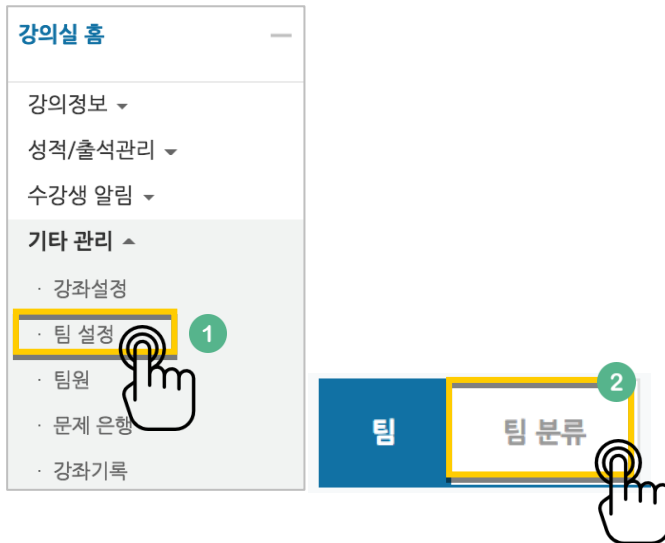 강의실 홈
강의정보
성적/출석관리
수강생 알림
기타 관리
· 강좌설정
· 팀 설정
1
· 팀원
· 문제 은행
· 강좌기록
팀
팀 분류
2